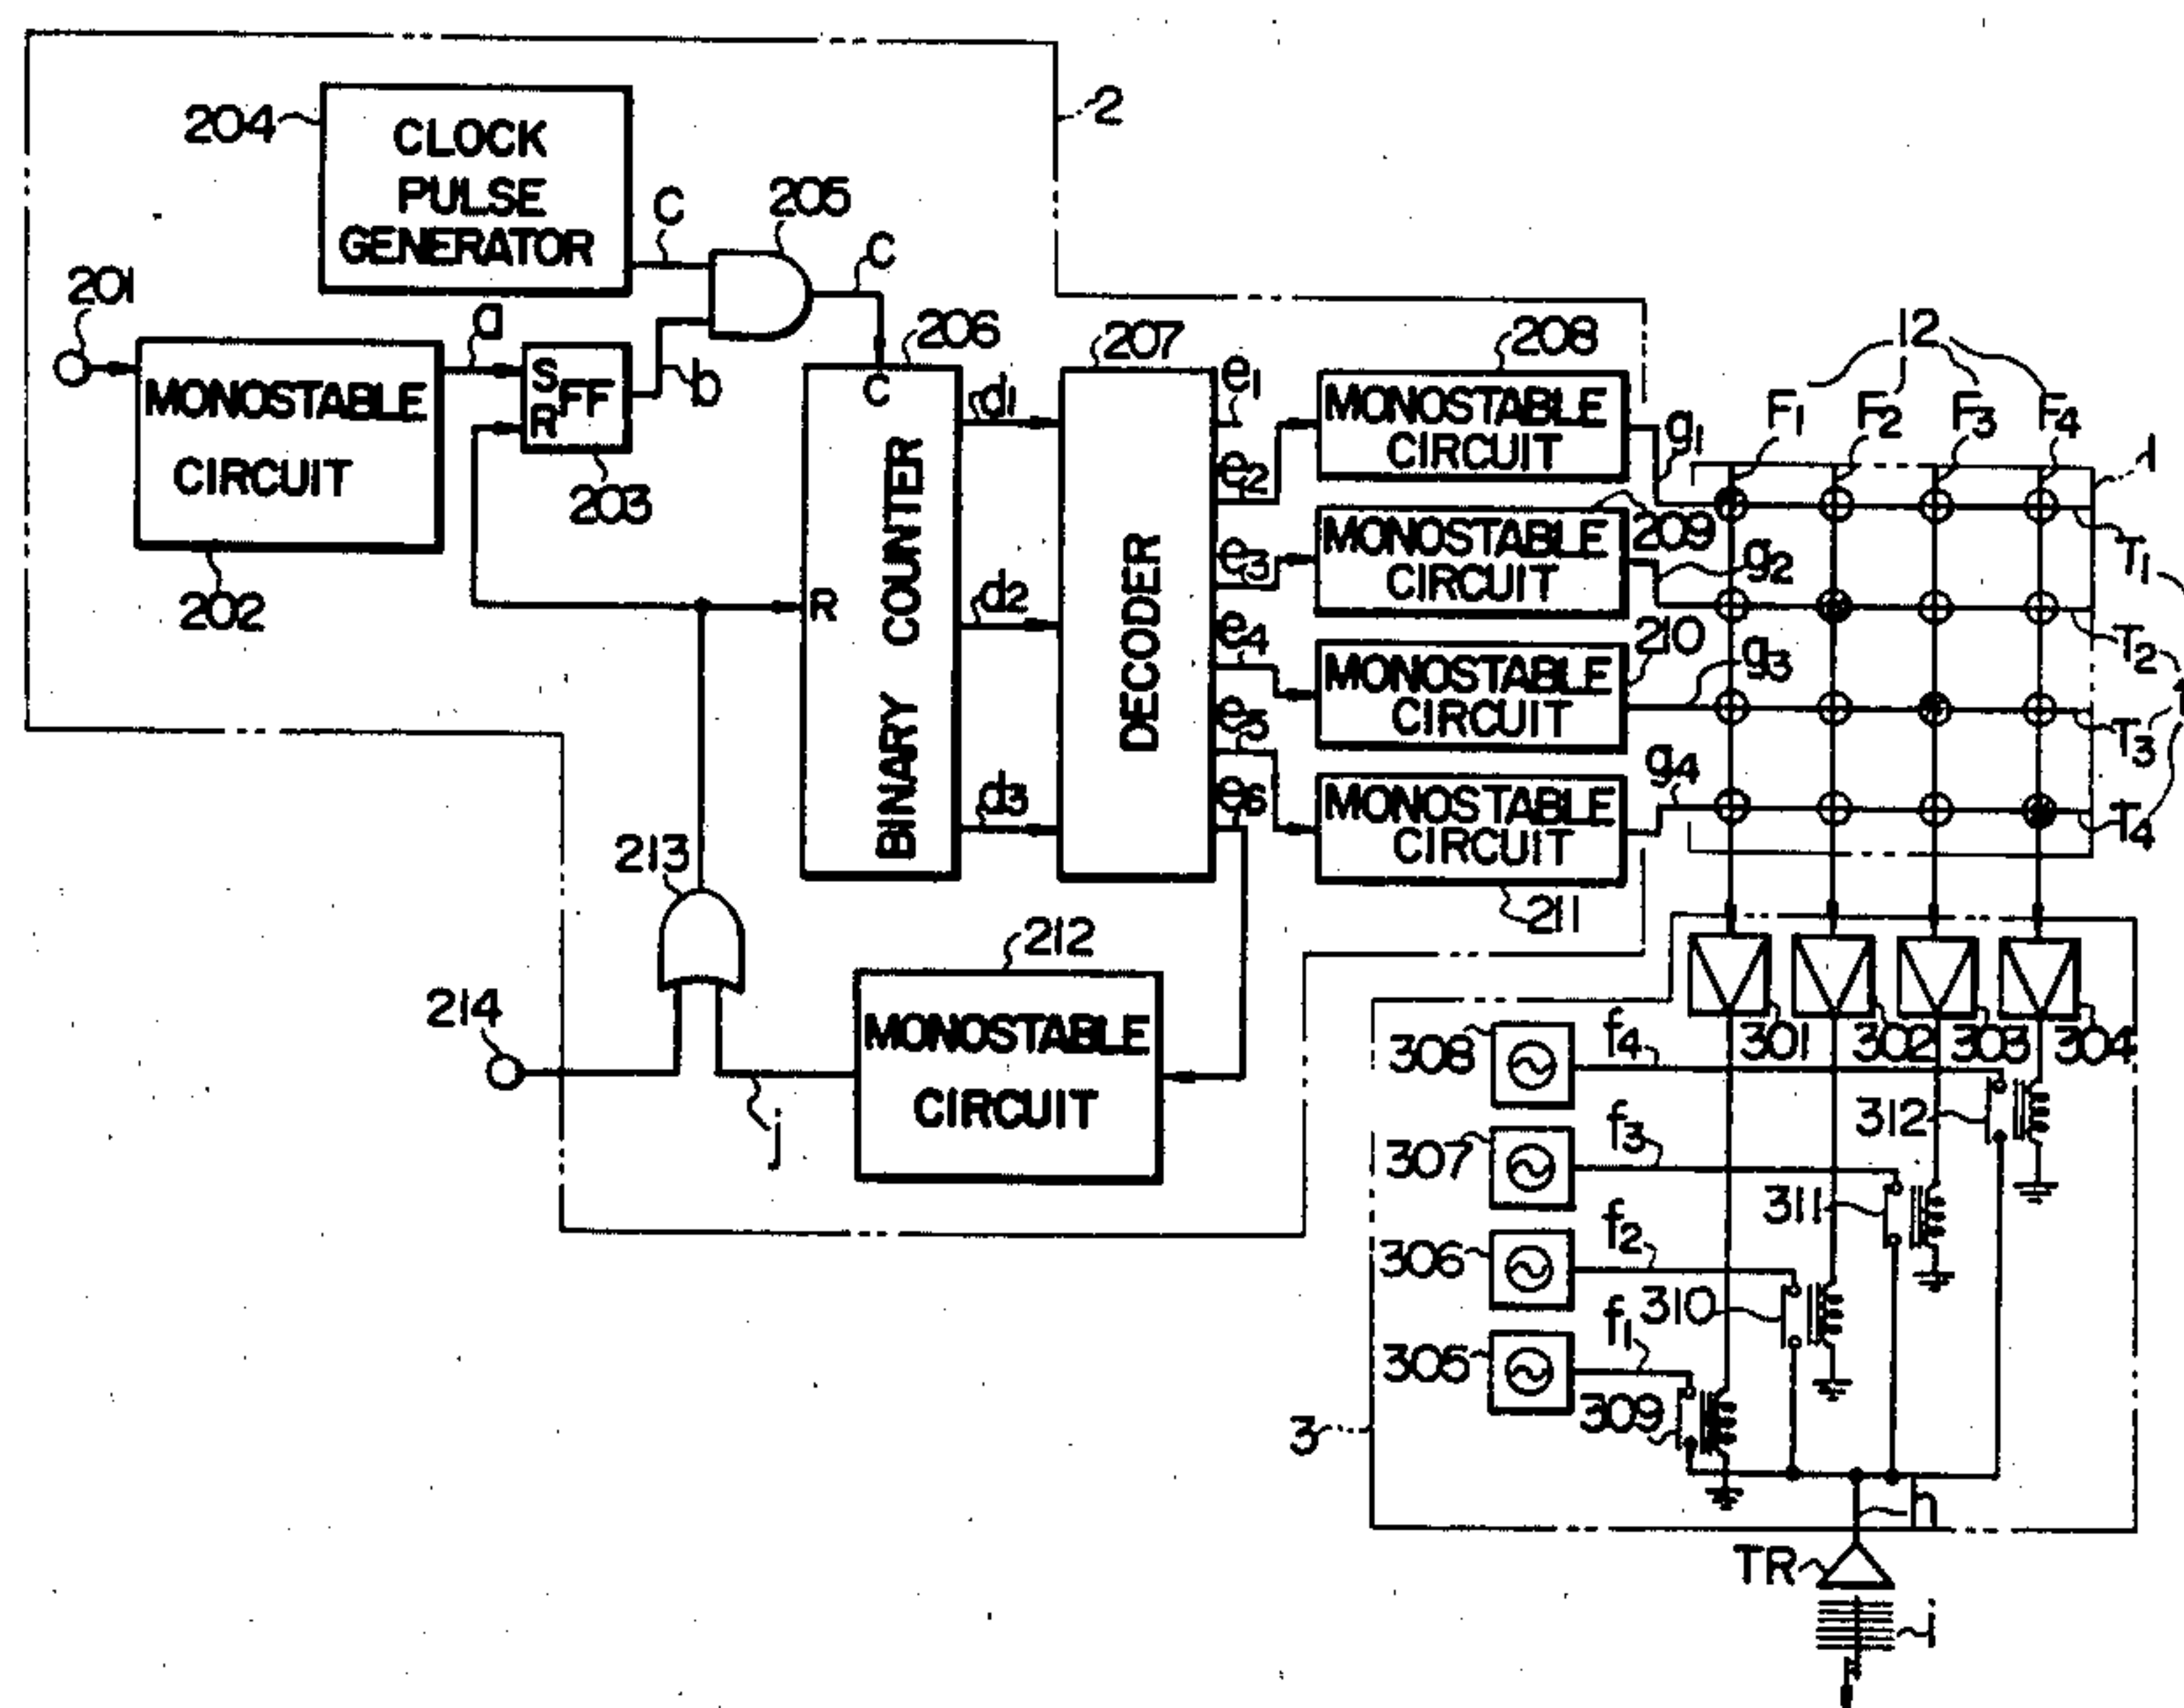 2
204
CLOCK
PULSE
GENERATOR
C
205
C
201
a
MONOSTABLE
CIRCUIT
202
S
FF
R
203
b
206
C
R
BINARY COUNTER
d1
d2
d3
207
DECODER
e1
e2
e3
e4
e5
e6
208
MONOSTABLE
CIRCUIT
209
MONOSTABLE
CIRCUIT
210
MONOSTABLE
CIRCUIT
211
MONOSTABLE
CIRCUIT
g1
g2
g3
g4
12
F1
F2
F3
F4
1
T1
T2
T3
T4
213
214
212
MONOSTABLE
CIRCUIT
j
301
302
303
304
308
f4
312
307
f3
311
306
f2
310
305
f1
309
3
h
TR
i